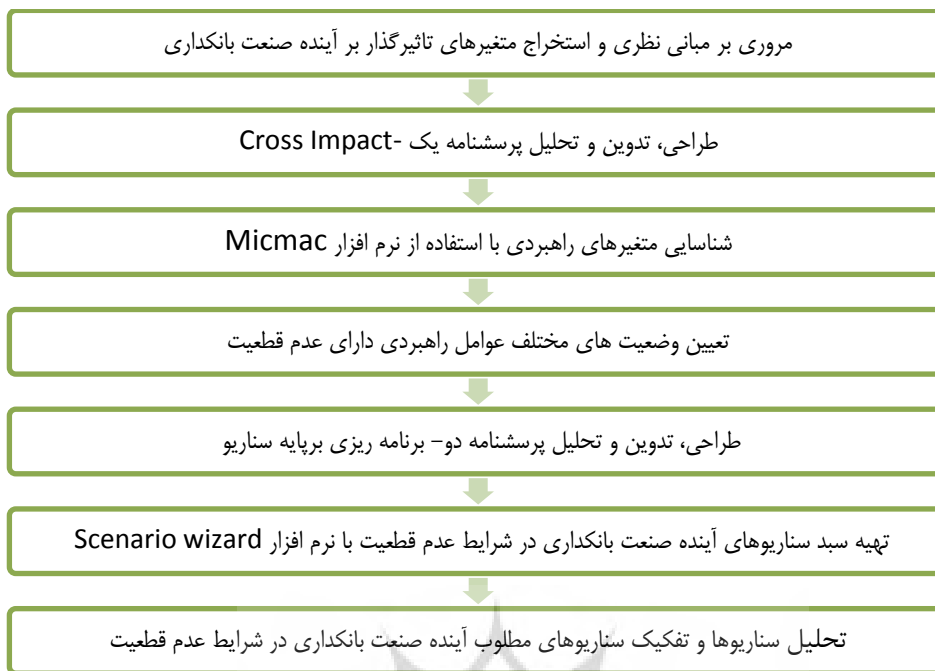 مروری بر مبانی نظری و استخراج متغیرهای تاثیرگذار بر آینده صنعت بانکداری
طراحی، تدوین و تحلیل پرسشنامه یک -Cross Impact
شناسایی متغیرهای راهبردی با استفاده از نرم افزار Micmac
تعیین وضعیت های مختلف عوامل راهبردی دارای عدم قطعیت
طراحی، تدوین و تحلیل پرسشنامه دو- برنامه ریزی برپایه سناریو
تهیه سبد سناریوهای آینده صنعت بانکداری در شرایط عدم قطعیت با نرم افزار Scenario wizard
تحلیل سناریوها و تفکیک سناریوهای مطلوب آینده صنعت بانکداری در شرایط عدم قطعیت